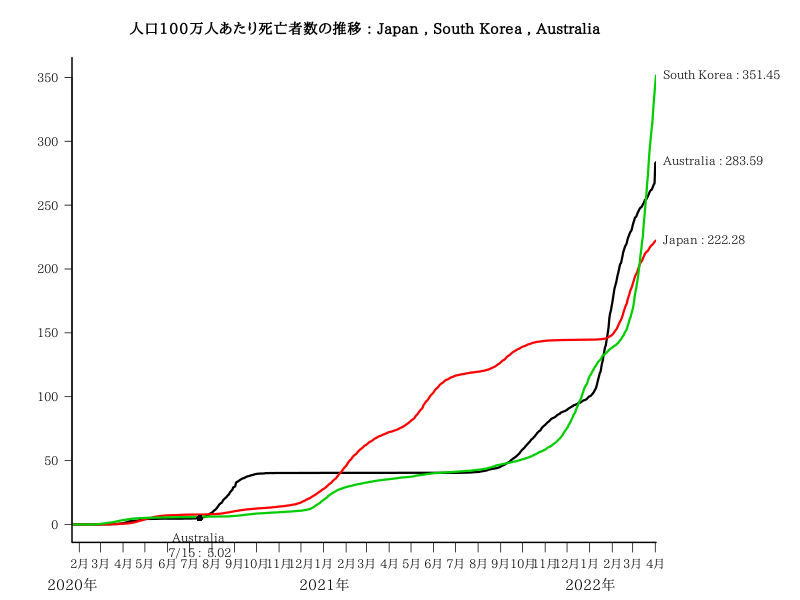 人口100万人あたり死亡者数の推移 : Japan , South Korea , Australia
350
300
250
200
150
100
50
0
South Korea : 351.45
Australia : 283.59
Japan : 222.28
Australia
7/15 : 5.02
2月 3月 4月 5月 6月 7月 8月 9月 10月 11月 12月 1月 2月 3月 4月 5月 6月 7月 8月 9月 10月 11月 12月 1月 2月 3月 4月
2020年 2021年 2022年